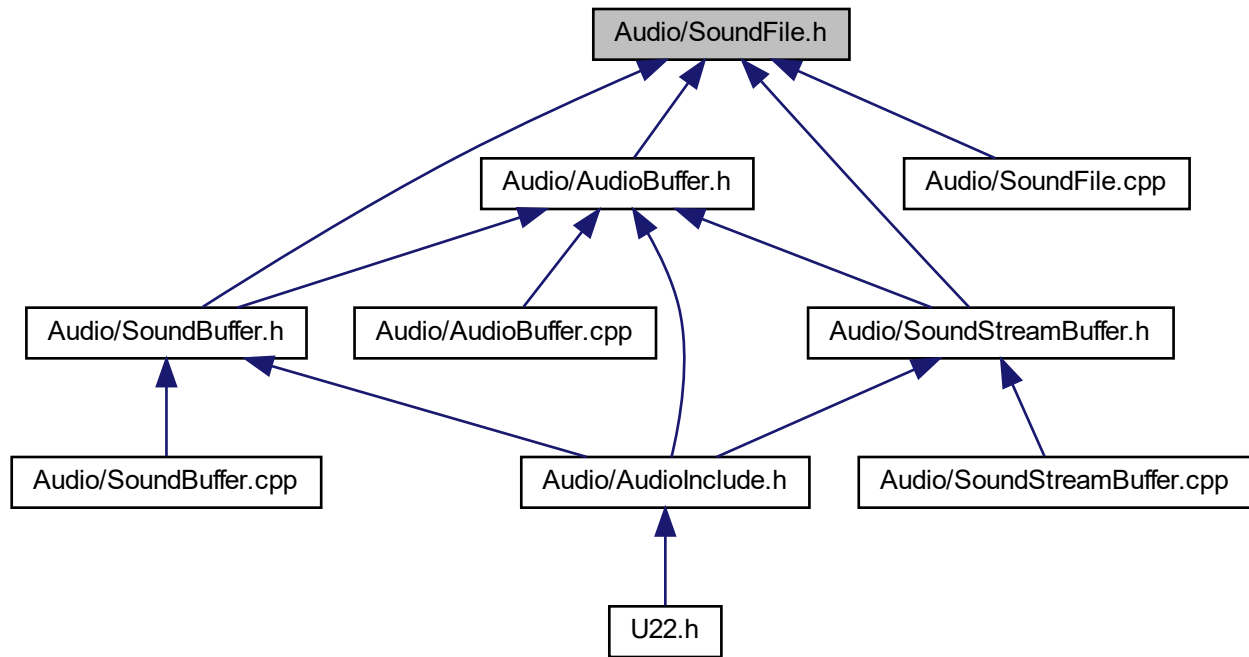 Audio/SoundFile.h
Audio/AudioBuffer.h
Audio/SoundFile.cpp
Audio/SoundBuffer.h
Audio/AudioBuffer.cpp
Audio/SoundStreamBuffer.h
Audio/SoundBuffer.cpp
Audio/AudioInclude.h
Audio/SoundStreamBuffer.cpp
U22.h